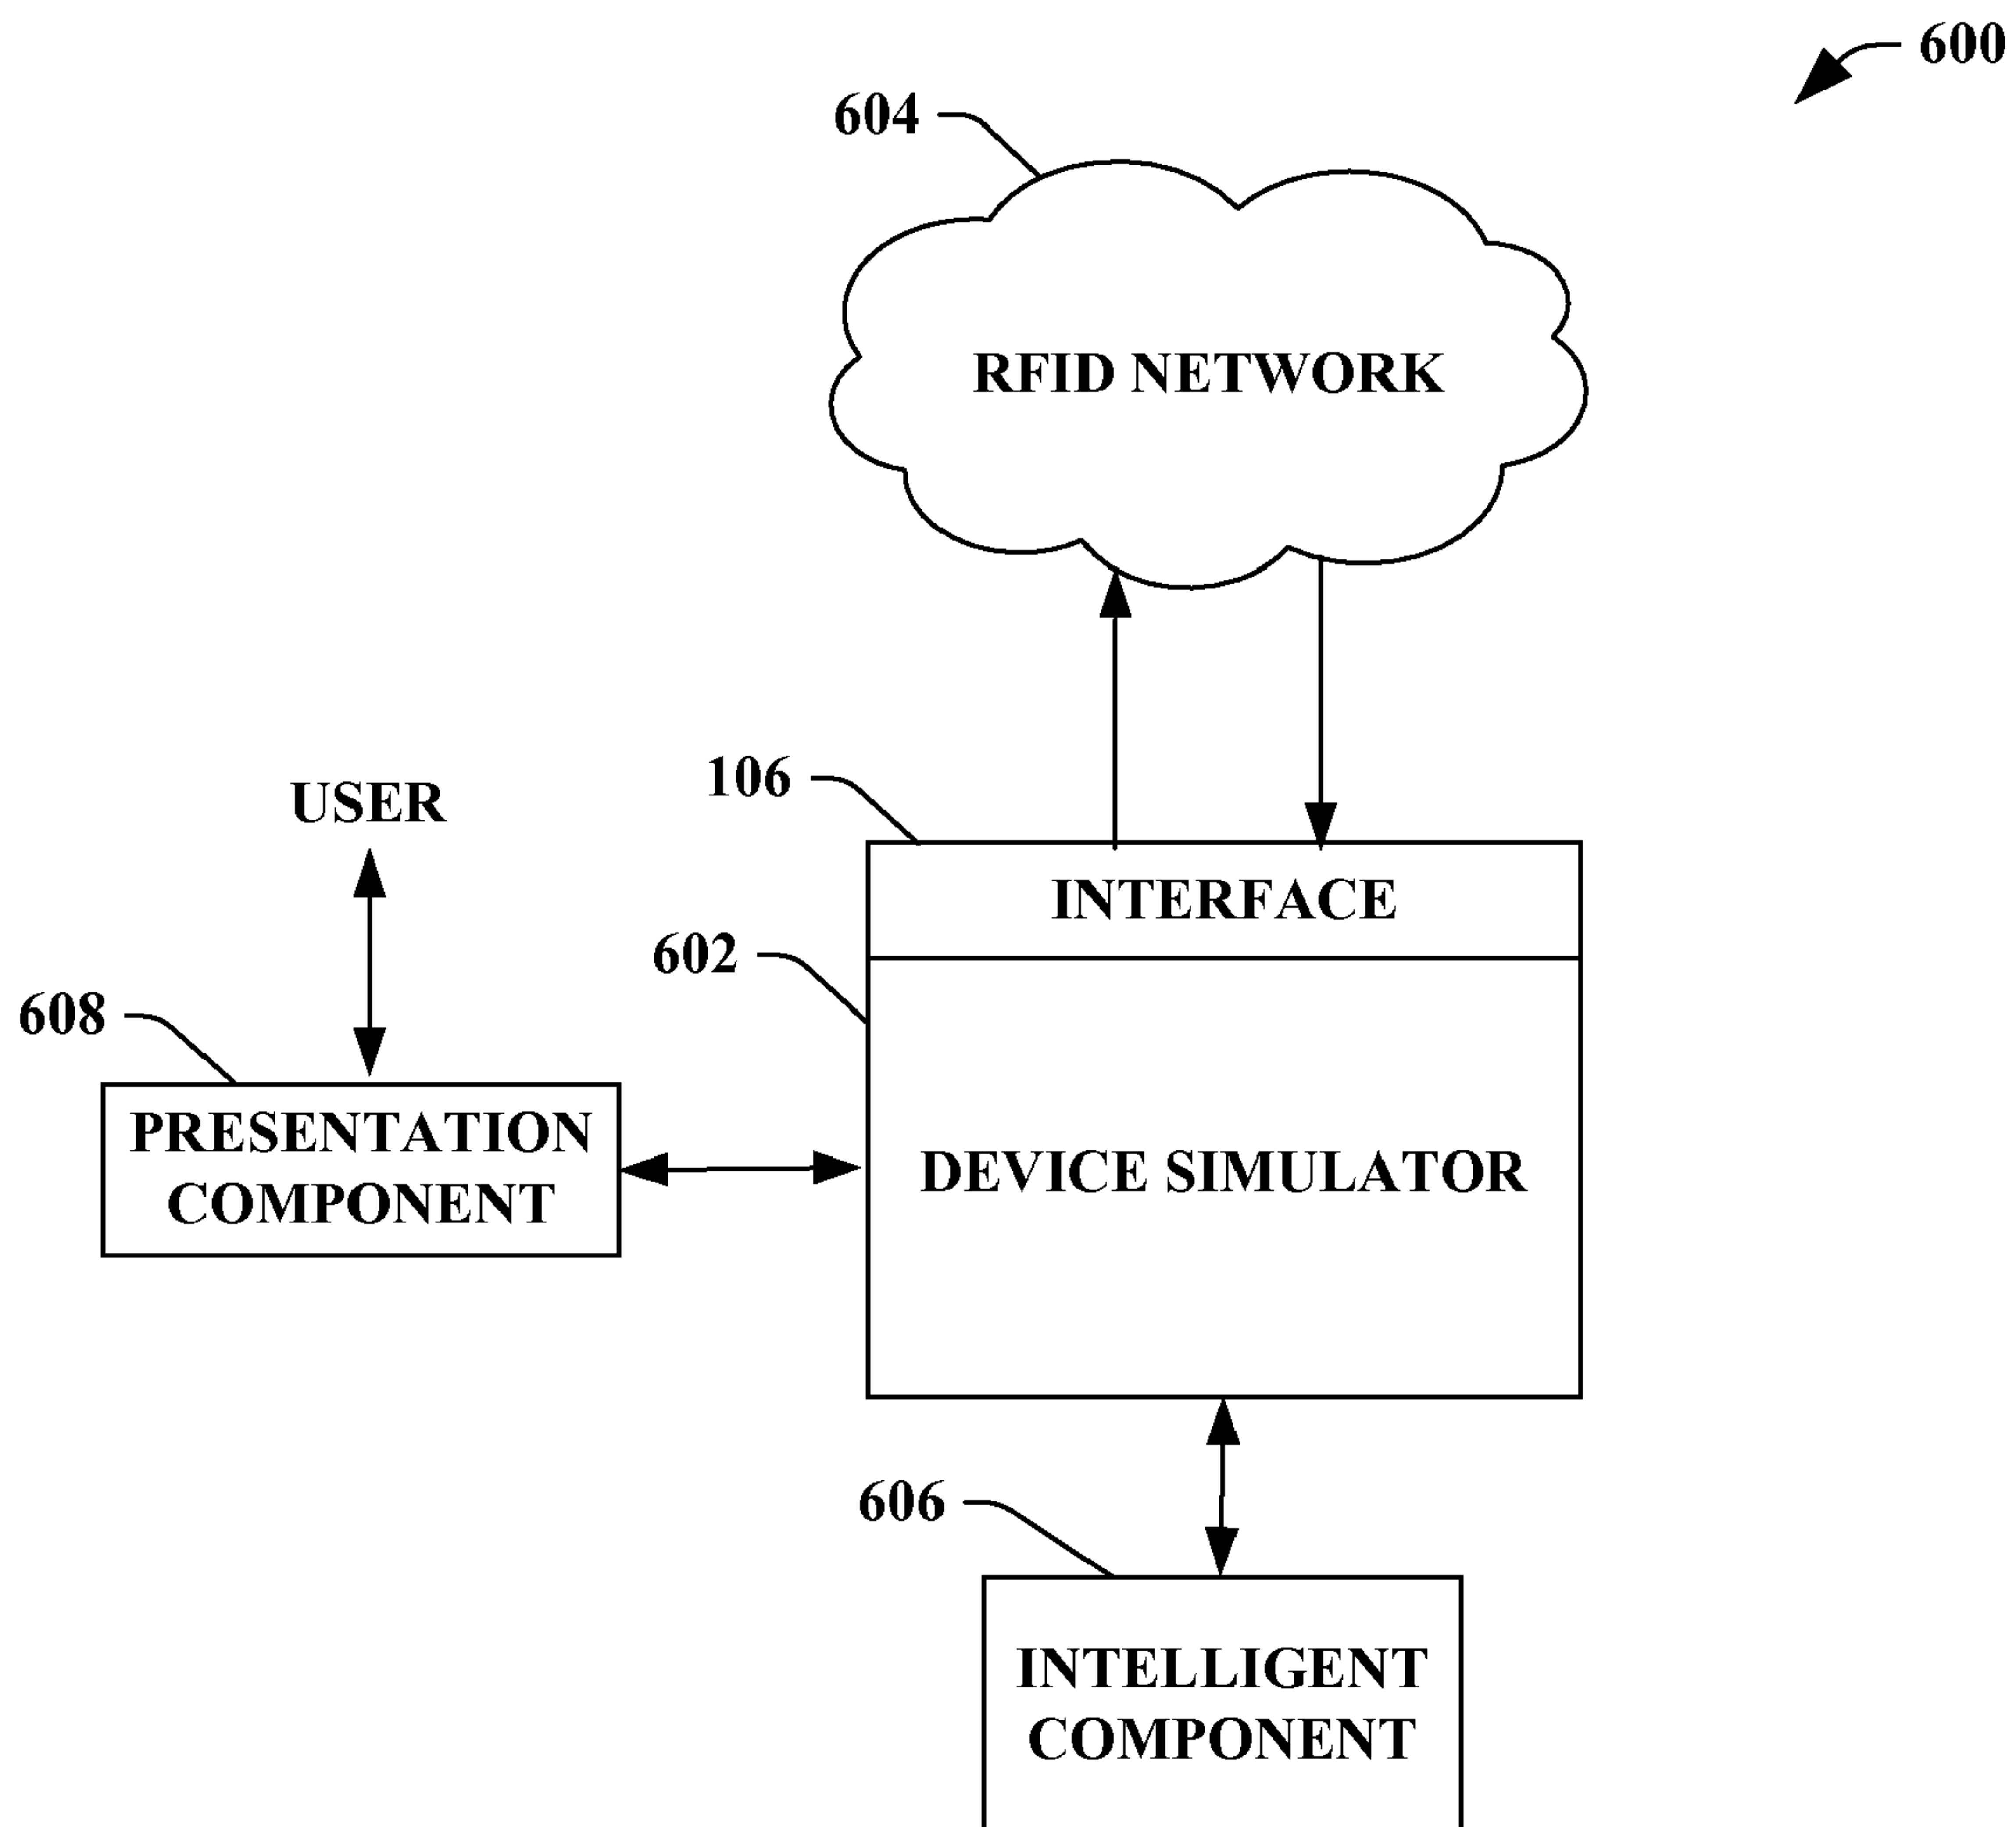 600
604
RFID NETWORK
106
USER
INTERFACE
602
608
PRESENTATION
COMPONENT
DEVICE SIMULATOR
606
INTELLIGENT
COMPONENT